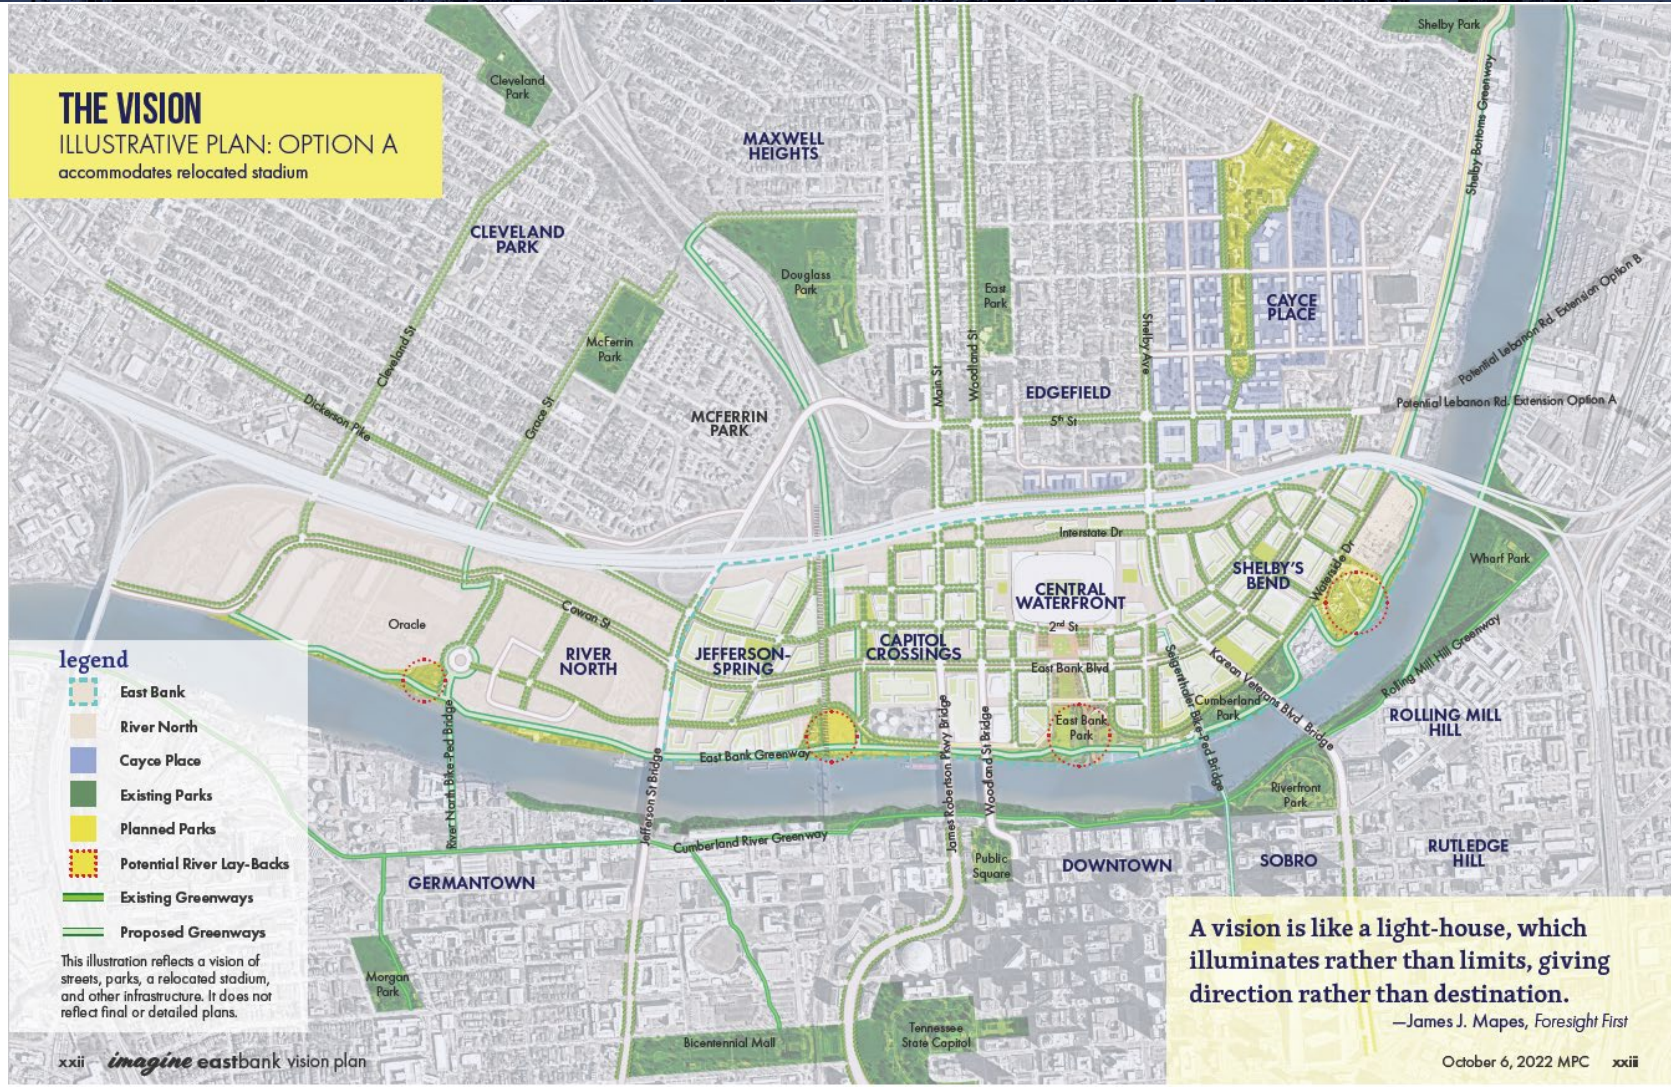 THE VISION
ILLUSTRATIVE PLAN: OPTION A
accommodates relocated stadium
Shelby Park
Cleveland
Park
MAXWELL
HEIGHTS
Shelby Bottoms Greenway
CLEVELAND
PARK
Douglass
Park
East
Park
CAYCE
PLACE
Potential Lebanon Rd. Extension Option B
McFerrin
Park
Cleveland St
Main St
Woodland St
Shelby Ave
EDGEFIELD
Potential Lebanon Rd. Extension Option A
Dickerson Pike
Grace St
MCFERRIN
PARK
5th St
Interstate Dr
Wharf Park
SHELBY'S
BEND
Waterside Dr
CENTRAL
WATERFRONT
Oracle
Cowan St
2nd St
RIVER
NORTH
JEFFERSON-
SPRING
CAPITOL
CROSSINGS
East Bank Blvd
Seigenthaler Bike-Ped Bridge
Korean Veterans Blvd. Bridge
Rolling Mill Hill Greenway
Cumberland
Park
East Bank
Park
ROLLING MILL
HILL
River North Bike-Ped Bridge
Jefferson St Bridge
East Bank Greenway
James Robertson Pkwy Bridge
Woodland St Bridge
Riverfront
Park
Cumberland River Greenway
Public
Square
DOWNTOWN
SOBRO
RUTLEDGE
HILL
GERMANTOWN
Morgan
Park
Bicentennial Mall
Tennessee
State Capitol
legend
East Bank
River North
Cayce Place
Existing Parks
Planned Parks
Potential River Lay-Backs
Existing Greenways
Proposed Greenways
This illustration reflects a vision of
streets, parks, a relocated stadium,
and other infrastructure. It does not
reflect final or detailed plans.
A vision is like a light-house, which
illuminates rather than limits, giving
direction rather than destination.
—James J. Mapes, Foresight First
xxii imagine eastbank vision plan
October 6, 2022 MPC xxiii